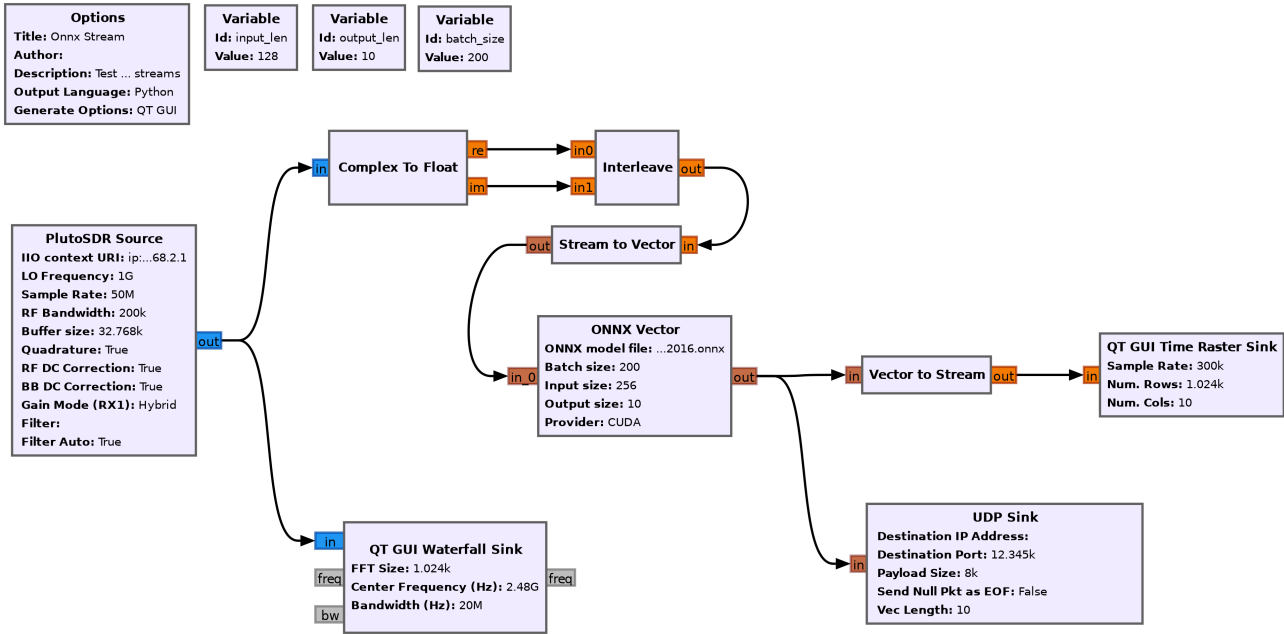 Options
Title: Onnx Stream
Author:
Description: Test ... streams
Output Language: Python
Generate Options: QT GUI
Variable
Id: input_len
Value: 128
Variable
Id: output_len
Value: 10
Variable
Id: batch_size
Value: 200
in
Complex To Float
re
im
in0
in1
Interleave
out
out
Stream to Vector
in
PlutoSDR Source
IIO context URI: ip:...68.2.1
LO Frequency: 1G
Sample Rate: 50M
RF Bandwidth: 200k
Buffer size: 32.768k
Quadrature: True
RF DC Correction: True
BB DC Correction: True
Gain Mode (RX1): Hybrid
Filter:
Filter Auto: True
out
in_0
ONNX Vector
ONNX model file: ...2016.onnx
Batch size: 200
Input size: 256
Output size: 10
Provider: CUDA
out
in
Vector to Stream
out
in
QT GUI Time Raster Sink
Sample Rate: 300k
Num. Rows: 1.024k
Num. Cols: 10
in
freq
bw
QT GUI Waterfall Sink
FFT Size: 1.024k
Center Frequency (Hz): 2.48G
Bandwidth (Hz): 20M
freq
in
UDP Sink
Destination IP Address:
Destination Port: 12.345k
Payload Size: 8k
Send Null Pkt as EOF: False
Vec Length: 10